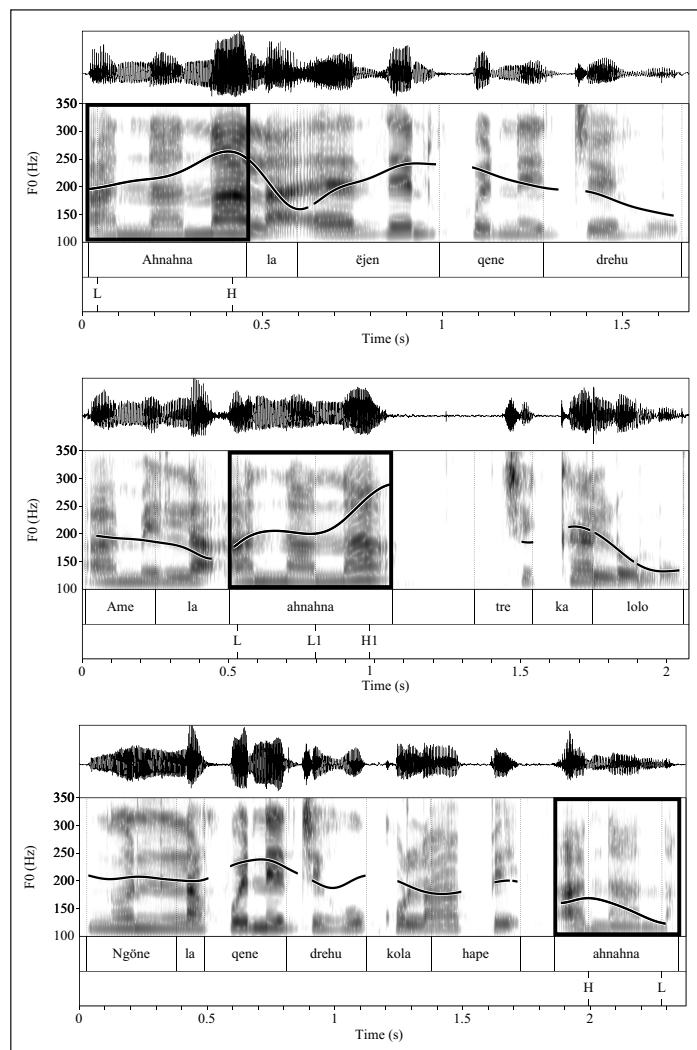 350
300
250
200
150
100
F0 (Hz)
Ahnahna la ëjen qene drehu
L H
0 0.5 1 1.5
Time (s)
350
300
250
200
150
100
F0 (Hz)
Ame la ahnahna tre ka lolo
L L1 H1
0 0.5 1 1.5 2
Time (s)
350
300
250
200
150
100
F0 (Hz)
Ngöne la qene drehu kola hape ahnahna
H L
0 0.5 1 1.5 2
Time (s)